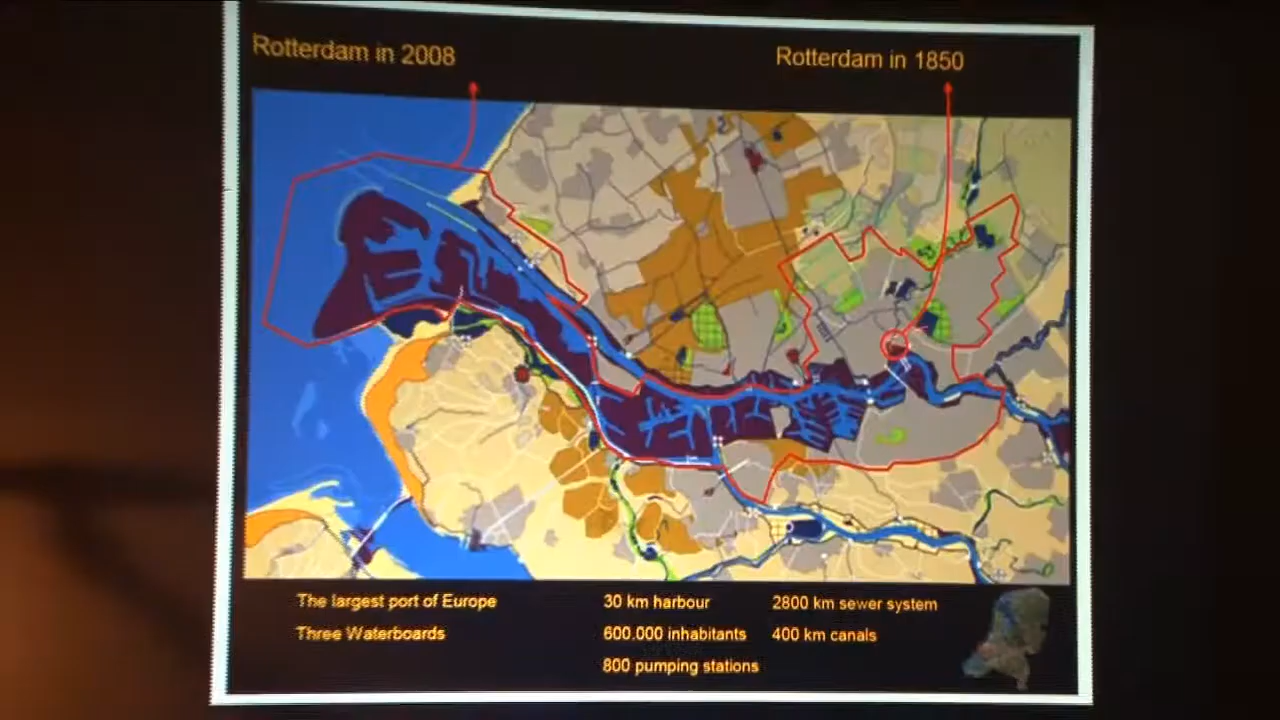 Rotterdam in 2008
Rotterdam in 1850
The largest port of Europe
30 km harbour
2800 km sewer system
Three Waterboards
600.000 inhabitants
400 km canals
800 pumping stations